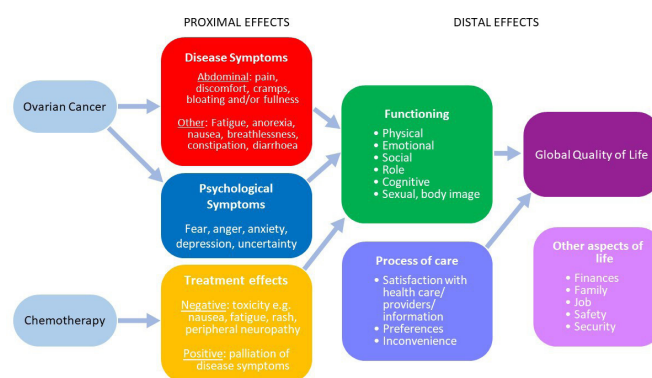 PROXIMAL EFFECTS
DISTAL EFFECTS
Ovarian Cancer
Chemotherapy
Disease Symptoms
Abdominal: pain,
discomfort, cramps,
bloating and/or fullness
Other: Fatigue, anorexia,
nausea, breathlessness,
constipation, diarrhoea
Psychological
Symptoms
Fear, anger, anxiety,
depression, uncertainty
Treatment effects
Negative: toxicity e.g.
nausea, fatigue, rash,
peripheral neuropathy
Positive: palliation of
disease symptoms
Functioning
• Physical
• Emotional
• Social
• Role
• Cognitive
• Sexual, body image
Process of care
• Satisfaction with
health care/
providers/
information
• Preferences
• Inconvenience
Global Quality of Life
Other aspects of
life
• Finances
• Family
• Job
• Safety
• Security